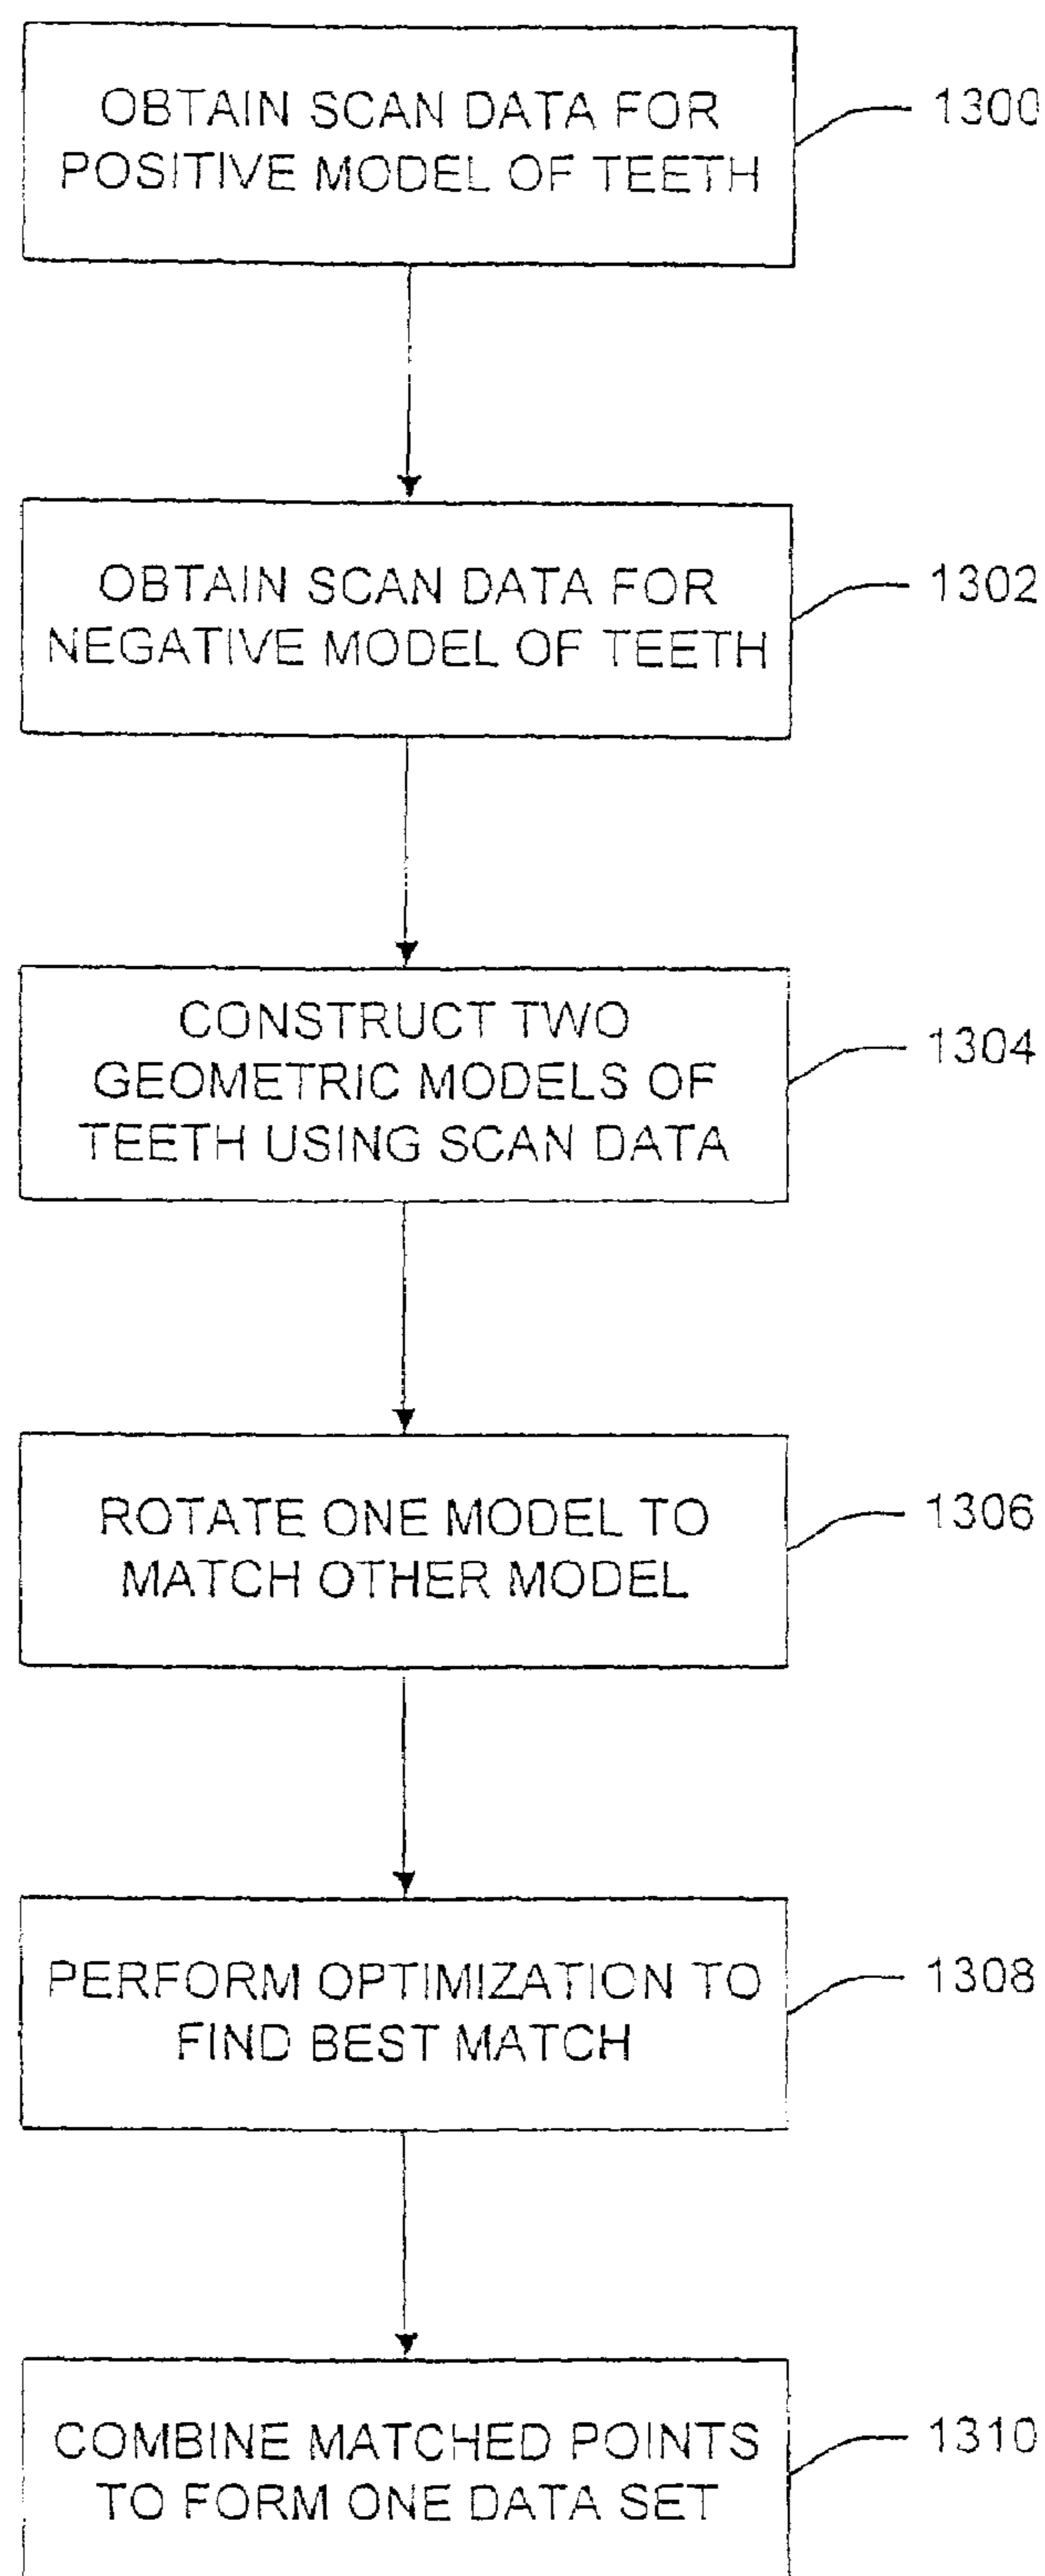 OBTAIN SCAN DATA FOR
POSITIVE MODEL OF TEETH
1300
OBTAIN SCAN DATA FOR
NEGATIVE MODEL OF TEETH
1302
CONSTRUCT TWO
GEOMETRIC MODELS OF
TEETH USING SCAN DATA
1304
ROTATE ONE MODEL TO
MATCH OTHER MODEL
1306
PERFORM OPTIMIZATION TO
FIND BEST MATCH
1308
COMBINE MATCHED POINTS
TO FORM ONE DATA SET
1310